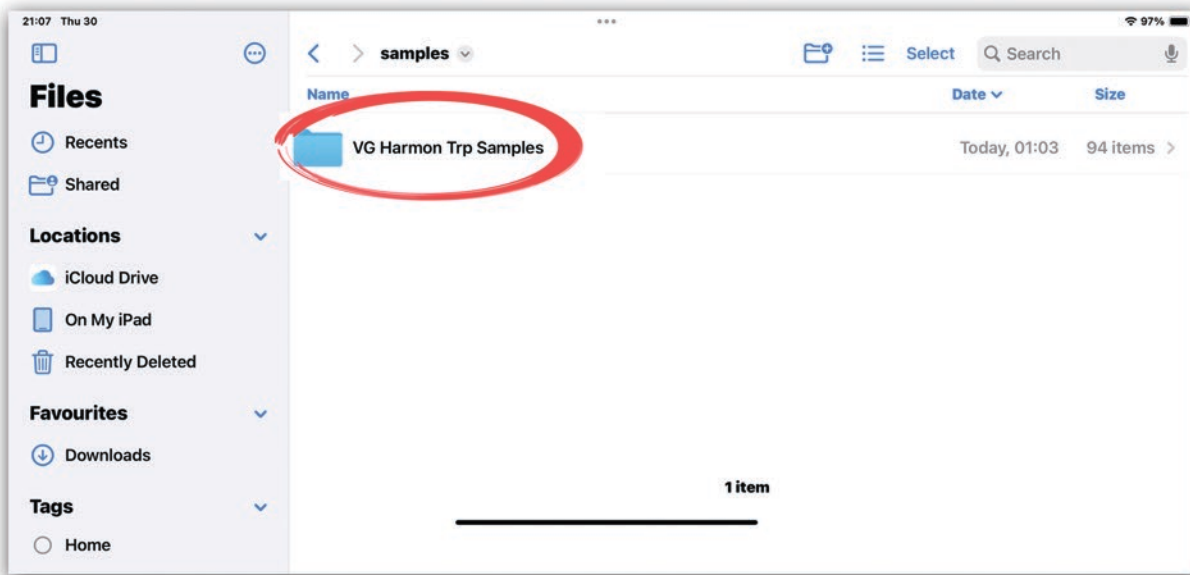 21:07 Thu 30
97%
samples
Select
Search
Files
Name
Date
Size
Recents
VG Harmon Trp Samples
Today, 01:03
94 items
Shared
Locations
iCloud Drive
On My iPad
Recently Deleted
Favourites
Downloads
1 item
Tags
Home